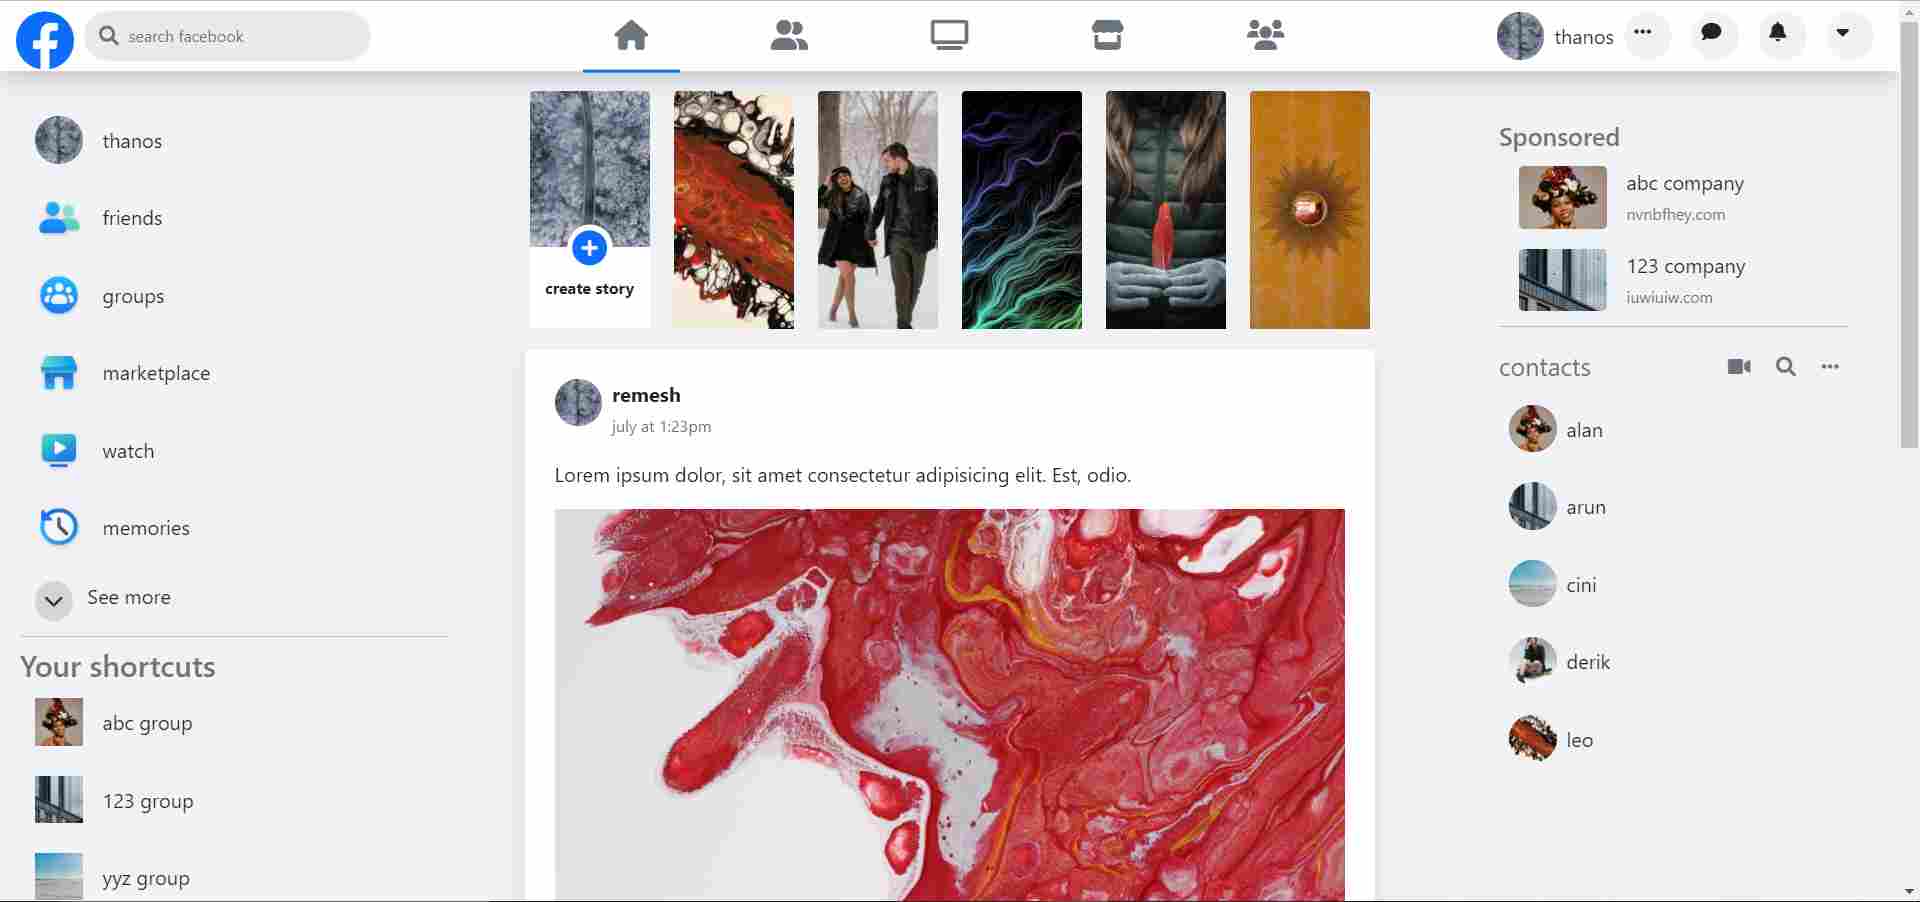 search facebook
thanos
thanos
friends
groups
marketplace
watch
memories
See more
Your shortcuts
abc group
123 group
yyz group
create story
remesh
july at 1:23pm
Lorem ipsum dolor, sit amet consectetur adipisicing elit. Est, odio.
Sponsored
abc company
nvnbfhey.com
123 company
iuwiuiw.com
contacts
alan
arun
cini
derik
leo